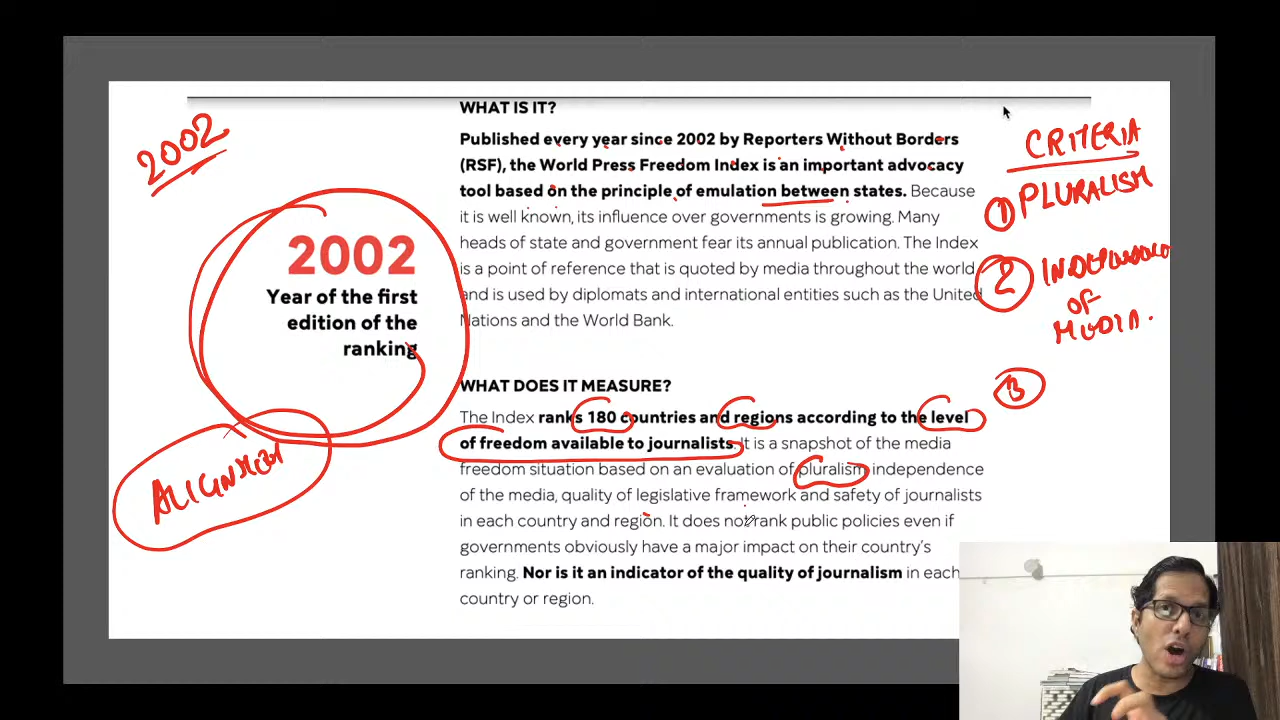 2002
2002
Year of the first
edition of the
ranking
WHAT IS IT?
Published every year since 2002 by Reporters Without Borders
(RSF), the World Press Freedom Index is an important advocacy
tool based on the principle of emulation between states. Because
it is well known, its influence over governments is growing. Many
heads of state and government fear its annual publication. The Index
is a point of reference that is quoted by media throughout the world
and is used by diplomats and international entities such as the United
Nations and the World Bank.
WHAT DOES IT MEASURE?
The Index ranks 180 countries and regions according to the level
of freedom available to journalists. It is a snapshot of the media
freedom situation based on an evaluation of pluralism independence
of the media, quality of legislative framework and safety of journalists
in each country and region. It does not rank public policies even if
governments obviously have a major impact on their country's
ranking. Nor is it an indicator of the quality of journalism in each
country or region.
CRITERIA
1 PLURALISM
2
OF
MEDIA.
3